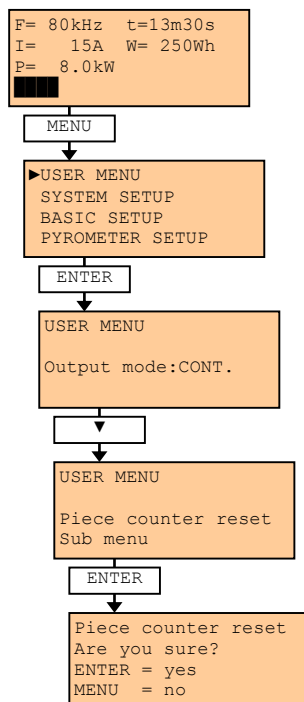 F= 80kHz t=13m30s
I= 15A W= 250Wh
P= 8.0kW
MENU
►USER MENU
SYSTEM SETUP
BASIC SETUP
PYROMETER SETUP
ENTER
USER MENU
Output mode:CONT.
▼
USER MENU
Piece counter reset
Sub menu
ENTER
Piece counter reset
Are you sure?
ENTER = yes
MENU = no